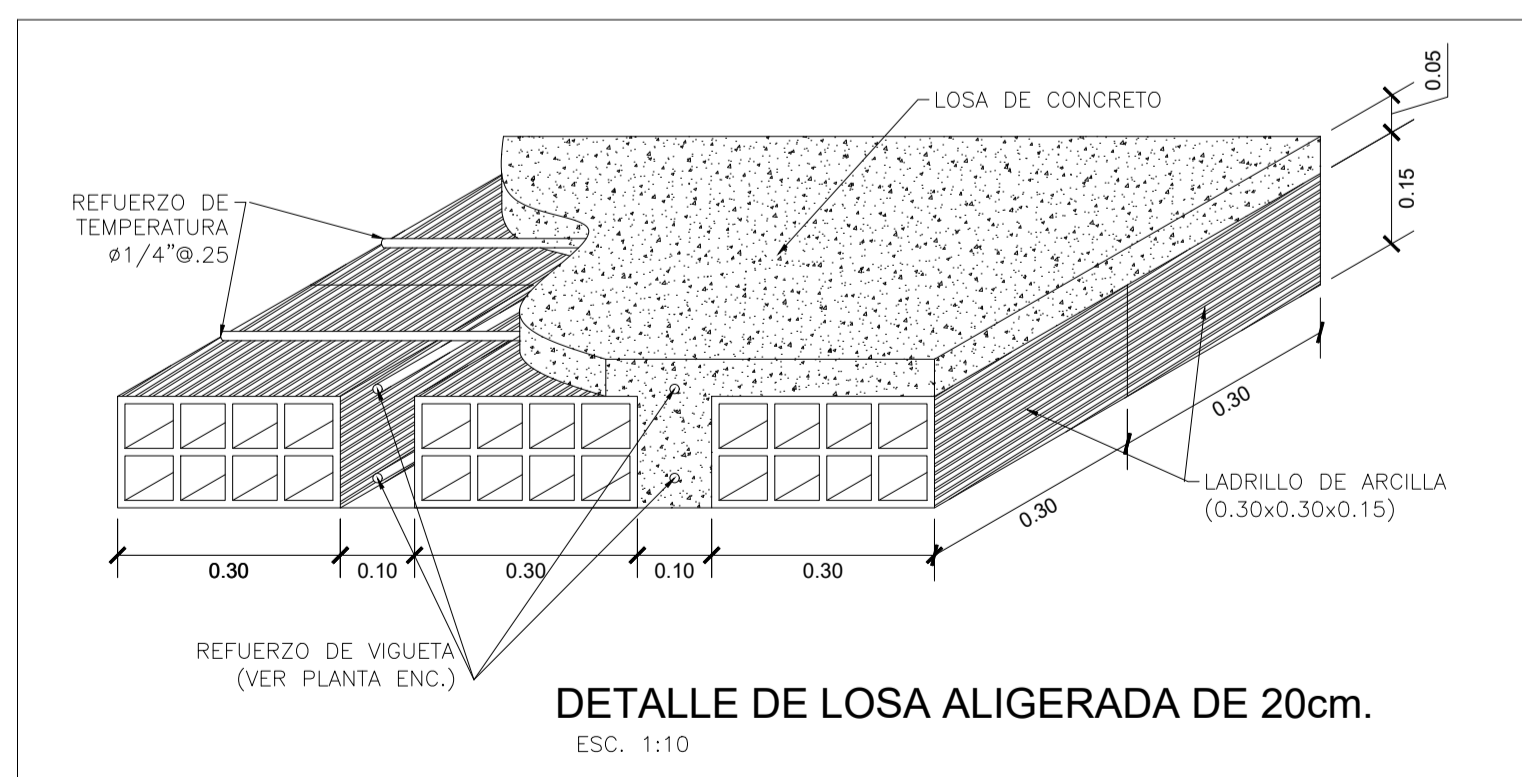 0.05
LOSA DE CONCRETO
0.15
REFUERZO DE
TEMPERATURA
ø1/4"@.25
0.30
LADRILLO DE ARCILLA
(0.30x0.30x0.15)
0.30
0.30
0.10
0.30
0.10
0.30
REFUERZO DE VIGUETA
(VER PLANTA ENC.)
DETALLE DE LOSA ALIGERADA DE 20cm.
ESC. 1:10